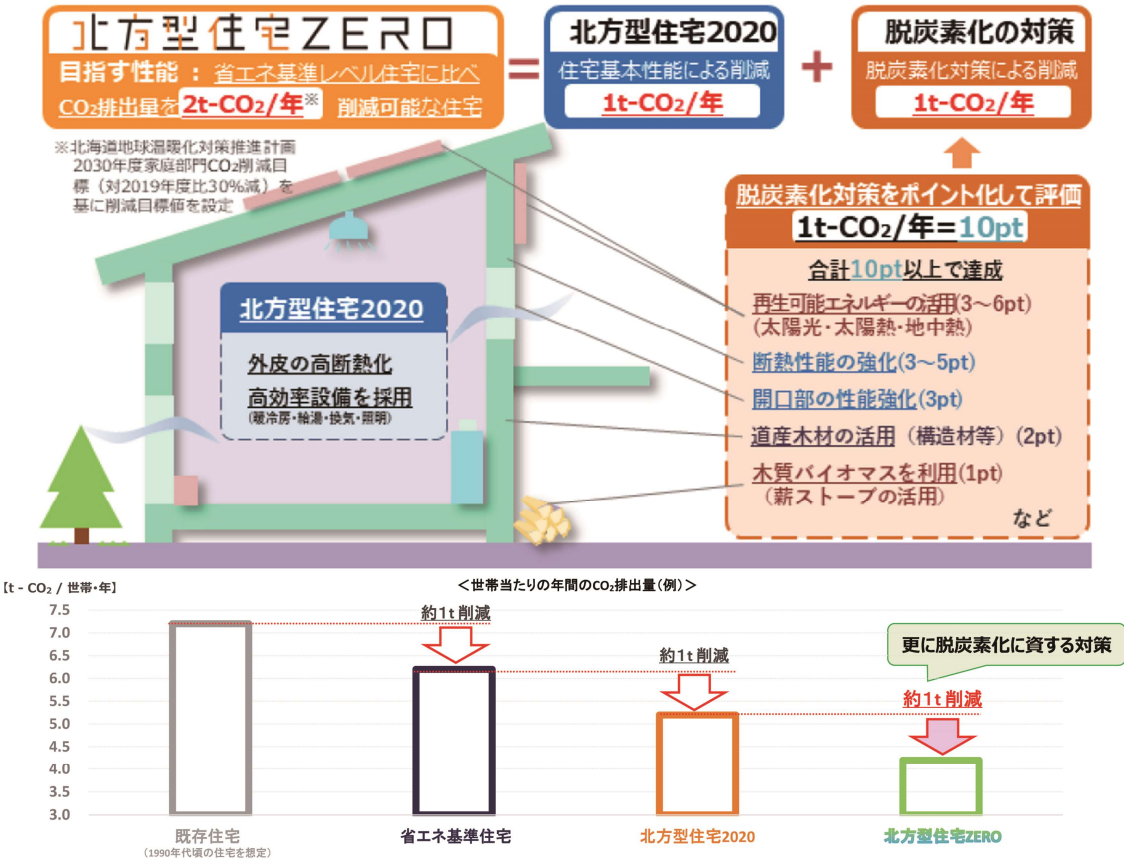 北方型住宅ZERO
目指す性能：省エネ基準レベル住宅に比べ
CO₂排出量を2t-CO₂/年※ 削減可能な住宅
=
北方型住宅2020
住宅基本性能による削減
1t-CO₂/年
+
脱炭素化の対策
脱炭素化対策による削減
1t-CO₂/年
※北海道地球温暖化対策推進計画
2030年度家庭部門CO₂削減目
標（対2019年度比30%減）を
基に削減目標値を設定
北方型住宅2020
外皮の高断熱化
高効率設備を採用
(暖冷房・給湯・換気・照明)
脱炭素化対策をポイント化して評価
1t-CO₂/年=10pt
合計10pt以上で達成
再生可能エネルギーの活用(3～6pt)
(太陽光・太陽熱・地中熱)
断熱性能の強化(3～5pt)
開口部の性能強化(3pt)
道産木材の活用（構造材等）(2pt)
木質バイオマスを利用(1pt)
（薪ストーブの活用）
など
【t - CO₂ / 世帯・年】
＜世帯当たりの年間のCO₂排出量（例）＞
7.5
7.0
6.5
6.0
5.5
5.0
4.5
4.0
3.5
3.0
約1t 削減
約1t 削減
更に脱炭素化に資する対策
約1t 削減
既存住宅
（1990年代頃の住宅を想定）
省エネ基準住宅
北方型住宅2020
北方型住宅ZERO